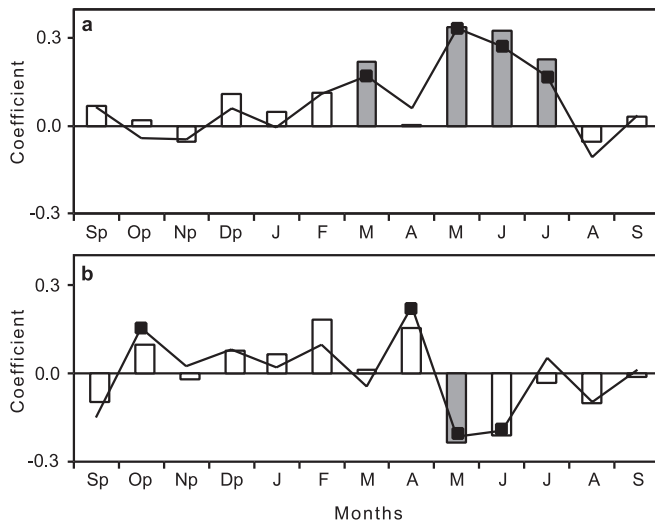 a
0.3
0.0
-0.3
Coefficient
Sp Op Np Dp J F M A M J J A S
b
0.3
0.0
-0.3
Coefficient
Sp Op Np Dp J F M A M J J A S
Months